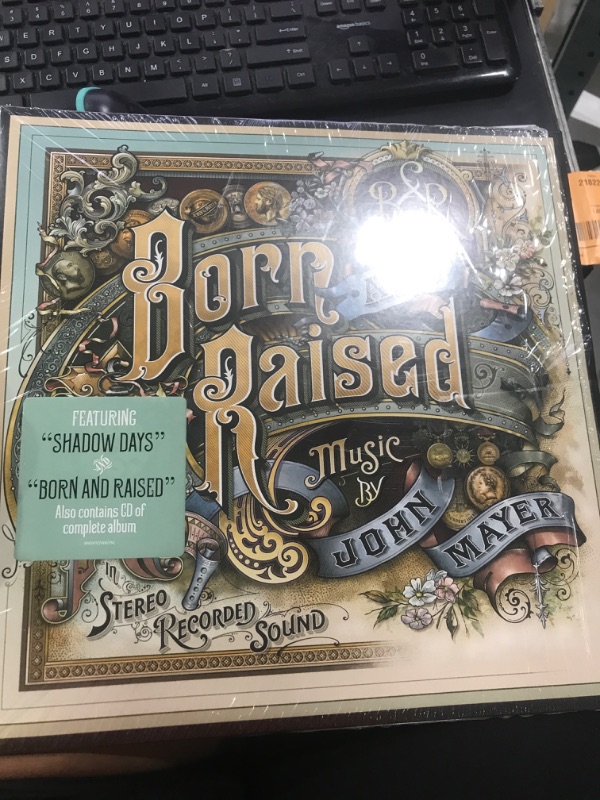 amazonbasics
B&R
Born
Raised
Music
BY
JOHN
MAYER
FEATURING
"SHADOW DAYS"
AND
"BORN AND RAISED"
Also contains CD of
complete album
IN
STEREO
RECORDED
SOUND
21822